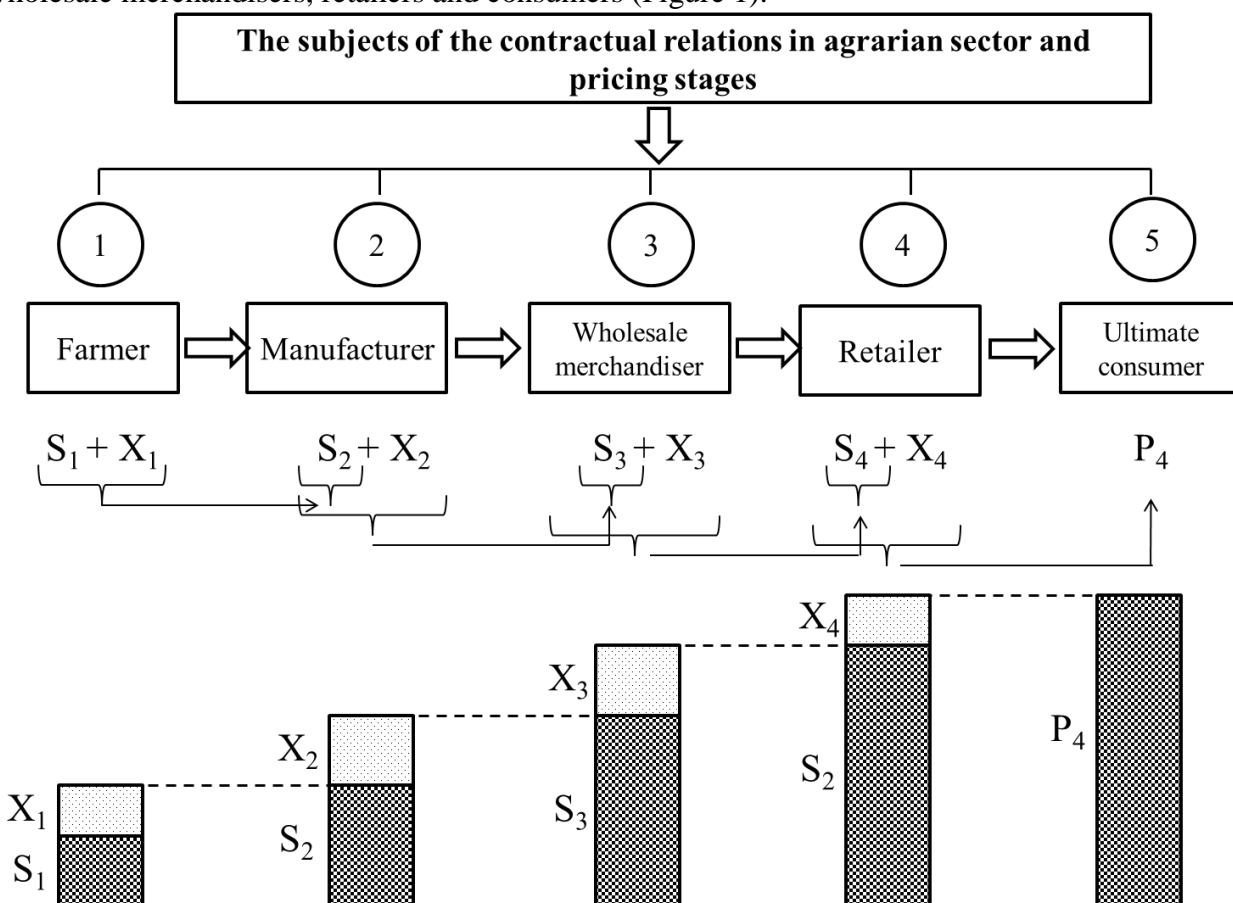 wholesale merchandisers, retailers and consumers (Figure 1).
The subjects of the contractual relations in agrarian sector and
pricing stages
1 2 3 4 5
Farmer Manufacturer Wholesale merchandiser Retailer Ultimate consumer
S₁ + X₁ S₂ + X₂ S₃ + X₃ S₄ + X₄ P₄
X₄
X₃
X₂
P₄
S₂
X₁
S₃
S₂
S₁